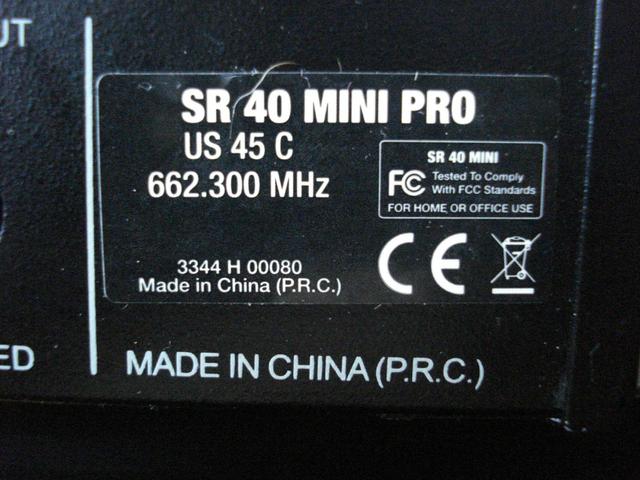 UT
SR 40 MINI PRO
US 45 C
662.300 MHz
SR 40 MINI
FC Tested To Comply
With FCC Standards
FOR HOME OR OFFICE USE
3344 H 00080
Made in China (P.R.C.)
CE
ED
MADE IN CHINA (P.R.C.)